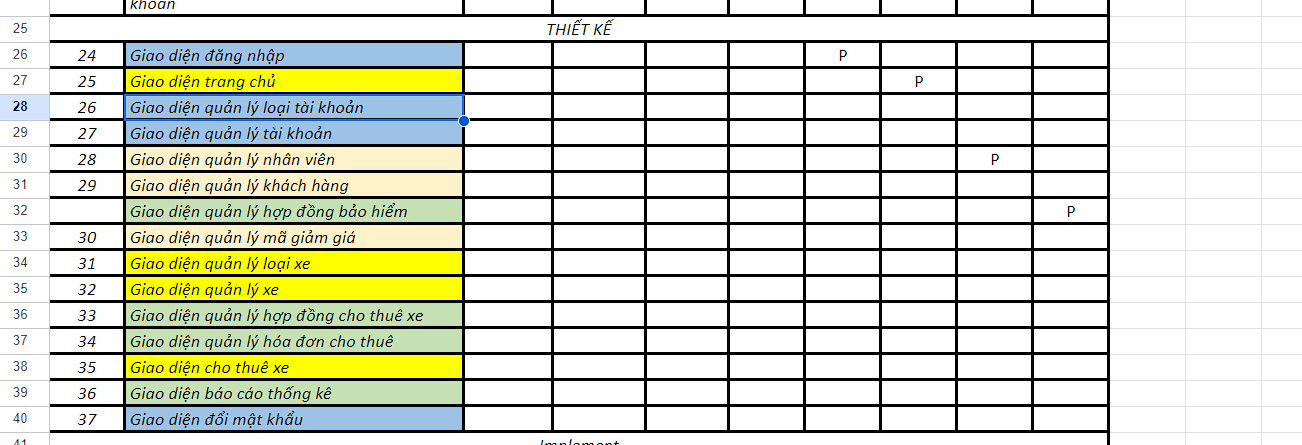 khoản
25 THIẾT KẾ
26 24 Giao diện đăng nhập P
27 25 Giao diện trang chủ P
28 26 Giao diện quản lý loại tài khoản
29 27 Giao diện quản lý tài khoản
30 28 Giao diện quản lý nhân viên P
31 29 Giao diện quản lý khách hàng
32 Giao diện quản lý hợp đồng bảo hiểm P
33 30 Giao diện quản lý mã giảm giá
34 31 Giao diện quản lý loại xe
35 32 Giao diện quản lý xe
36 33 Giao diện quản lý hợp đồng cho thuê xe
37 34 Giao diện quản lý hóa đơn cho thuê
38 35 Giao diện cho thuê xe
39 36 Giao diện báo cáo thống kê
40 37 Giao diện đổi mật khẩu
41 Implement